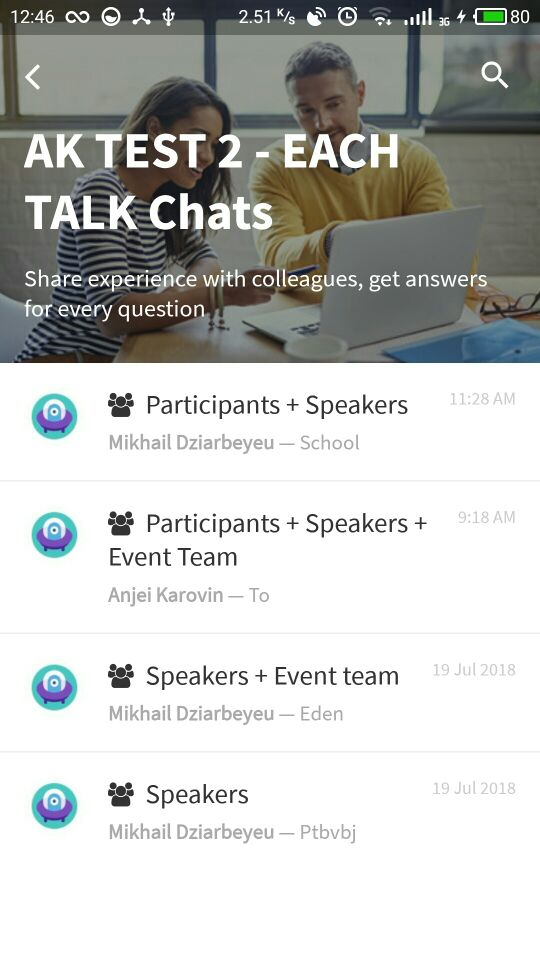 12:46 2.51 K/s 3G 80
AK TEST 2 - EACH
TALK Chats
Share experience with colleagues, get answers
for every question
Participants + Speakers 11:28 AM
Mikhail Dziarbeyeu — School
Participants + Speakers + 9:18 AM
Event Team
Anjei Karovin — To
Speakers + Event team 19 Jul 2018
Mikhail Dziarbeyeu — Eden
Speakers 19 Jul 2018
Mikhail Dziarbeyeu — Ptbvbj